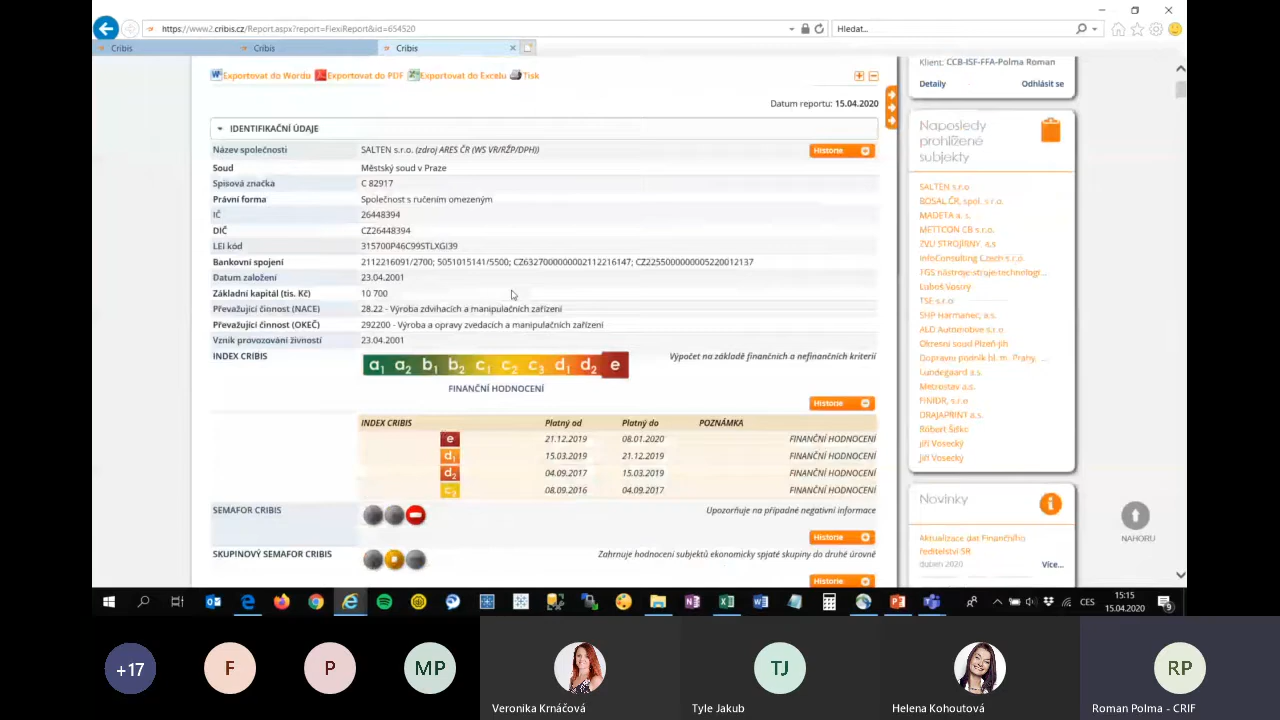 https://www2.cribis.cz/Report.aspx?report=FlexiReport&id=654520
Hledat...
Cribis
Cribis
Cribis
Exportovat do Wordu Exportovat do PDF Exportovat do Excelu Tisk
Datum reportu: 15.04.2020
IDENTIFIKAČNÍ ÚDAJE
Název společnosti SALTEN s.r.o. (zdroj ARES ČR (WS VR/RŽP/DPH)) Historie
Soud Městský soud v Praze
Spisová značka C 82917
Právní forma Společnost s ručením omezeným
IČ 26448394
DIČ CZ26448394
LEI kód 315700P46C99STLXGI39
Bankovní spojení 2112216091/2700; 5051015141/5500; CZ6327000000002112216147; CZ2255000000005220012137
Datum založení 23.04.2001
Základní kapitál (tis. Kč) 10 700
Převažující činnost (NACE) 28.22 - Výroba zdvihacích a manipulačních zařízení
Převažující činnost (OKEČ) 292200 - Výroba a opravy zvedacích a manipulačních zařízení
Vznik provozování živnosti 23.04.2001
INDEX CRIBIS a1 a2 b1 b2 c1 c2 c3 d1 d2 e Výpočet na základě finančních a nefinančních kritérií
FINANČNÍ HODNOCENÍ
Historie
INDEX CRIBIS Platný od Platný do POZNÁMKA
e 21.12.2019 08.01.2020 FINANČNÍ HODNOCENÍ
d1 15.03.2019 21.12.2019 FINANČNÍ HODNOCENÍ
d2 04.09.2017 15.03.2019 FINANČNÍ HODNOCENÍ
08.09.2016 04.09.2017 FINANČNÍ HODNOCENÍ
SEMAFOR CRIBIS Upozorňuje na případné negativní informace
Historie
SKUPINOVÝ SEMAFOR CRIBIS Zahrnuje hodnocení subjektů ekonomicky spjaté skupiny do druhé úrovně
Historie
Klient: CCB-ISF-FFA-Polma Roman
Detaily Odhlásit se
Naposledy
prohlížené
subjekty
SALTEN s.r.o
BOSAL ČR, spol. s r.o.
MADETA a. s.
METTCON CB s.r.o.
ZVU STROJÍRNY, a.s
InfoConsulting Czech s.r.o.
TGS nástroje-stroje-technologi...
Luboš Vostrý
TSE s.r.o
SHP Harmanec, a.s.
ALD Automotive s.r.o
Okresní soud Plzeň-jih
Dopravní podnik hl. m. Prahy, ...
Lundegaard a.s.
Metrostav a.s.
FINIDR, s.r.o.
GRAJAPRINT a.s.
Jiří Vosecký
Jiří Vosecký
Novinky
Aktualizace dat Finančního
ředitelství SR
duben 2020 Více...
NAHORU
CES
15:15
15.04.2020
9
+17
F
P
MP
TJ
RP
Veronika Krnáčová
Tyle Jakub
Helena Kohoutová
Roman Polma - CRIF